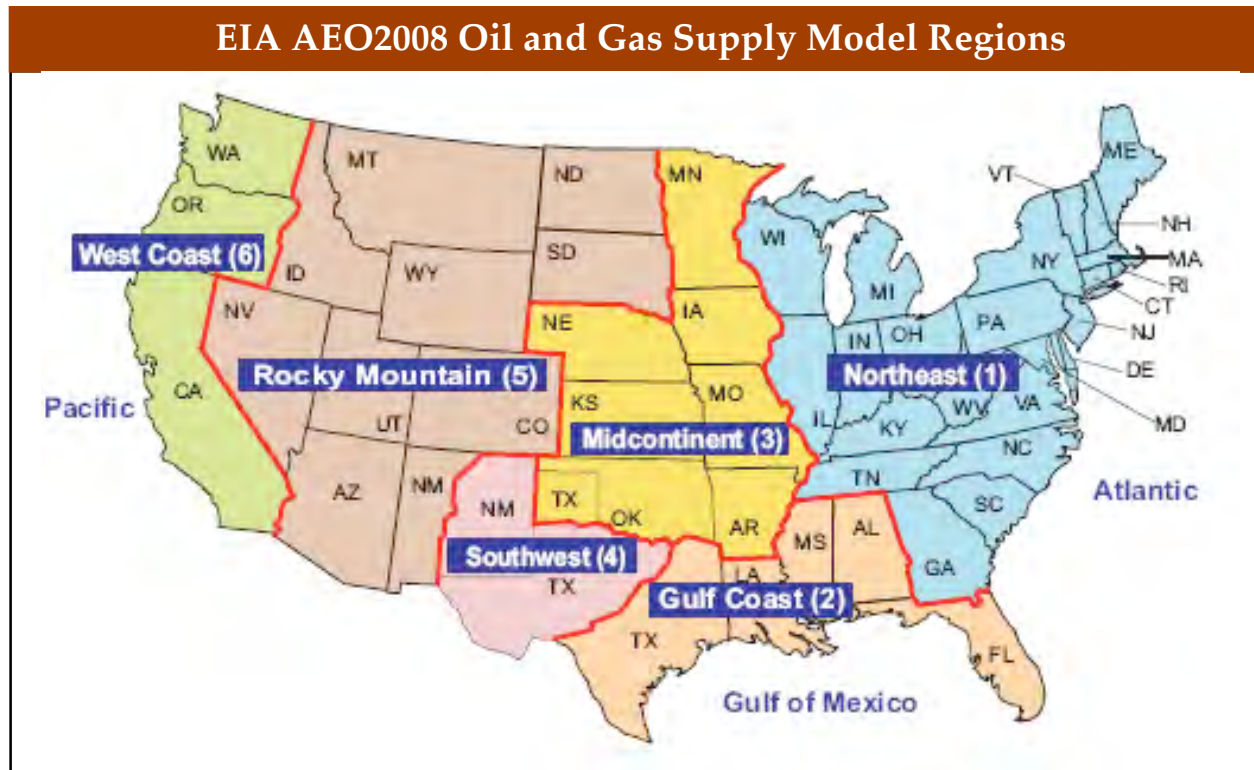 EIA AEO2008 Oil and Gas Supply Model Regions
WA
MT
ND
MN
ME
VT
OR
NH
WI
NY
MA
West Coast (6)
ID
WY
SD
RI
MI
CT
NV
NE
IA
PA
NJ
IN
OH
Rocky Mountain (5)
Northeast (1)
DE
CA
KS
MO
WV
VA
Pacific
UT
CO
Midcontinent (3)
IL
KY
MD
NC
AZ
NM
NM
TX
OK
AR
TN
SC
Atlantic
MS
AL
Southwest (4)
GA
TX
LA
Gulf Coast (2)
TX
FL
Gulf of Mexico